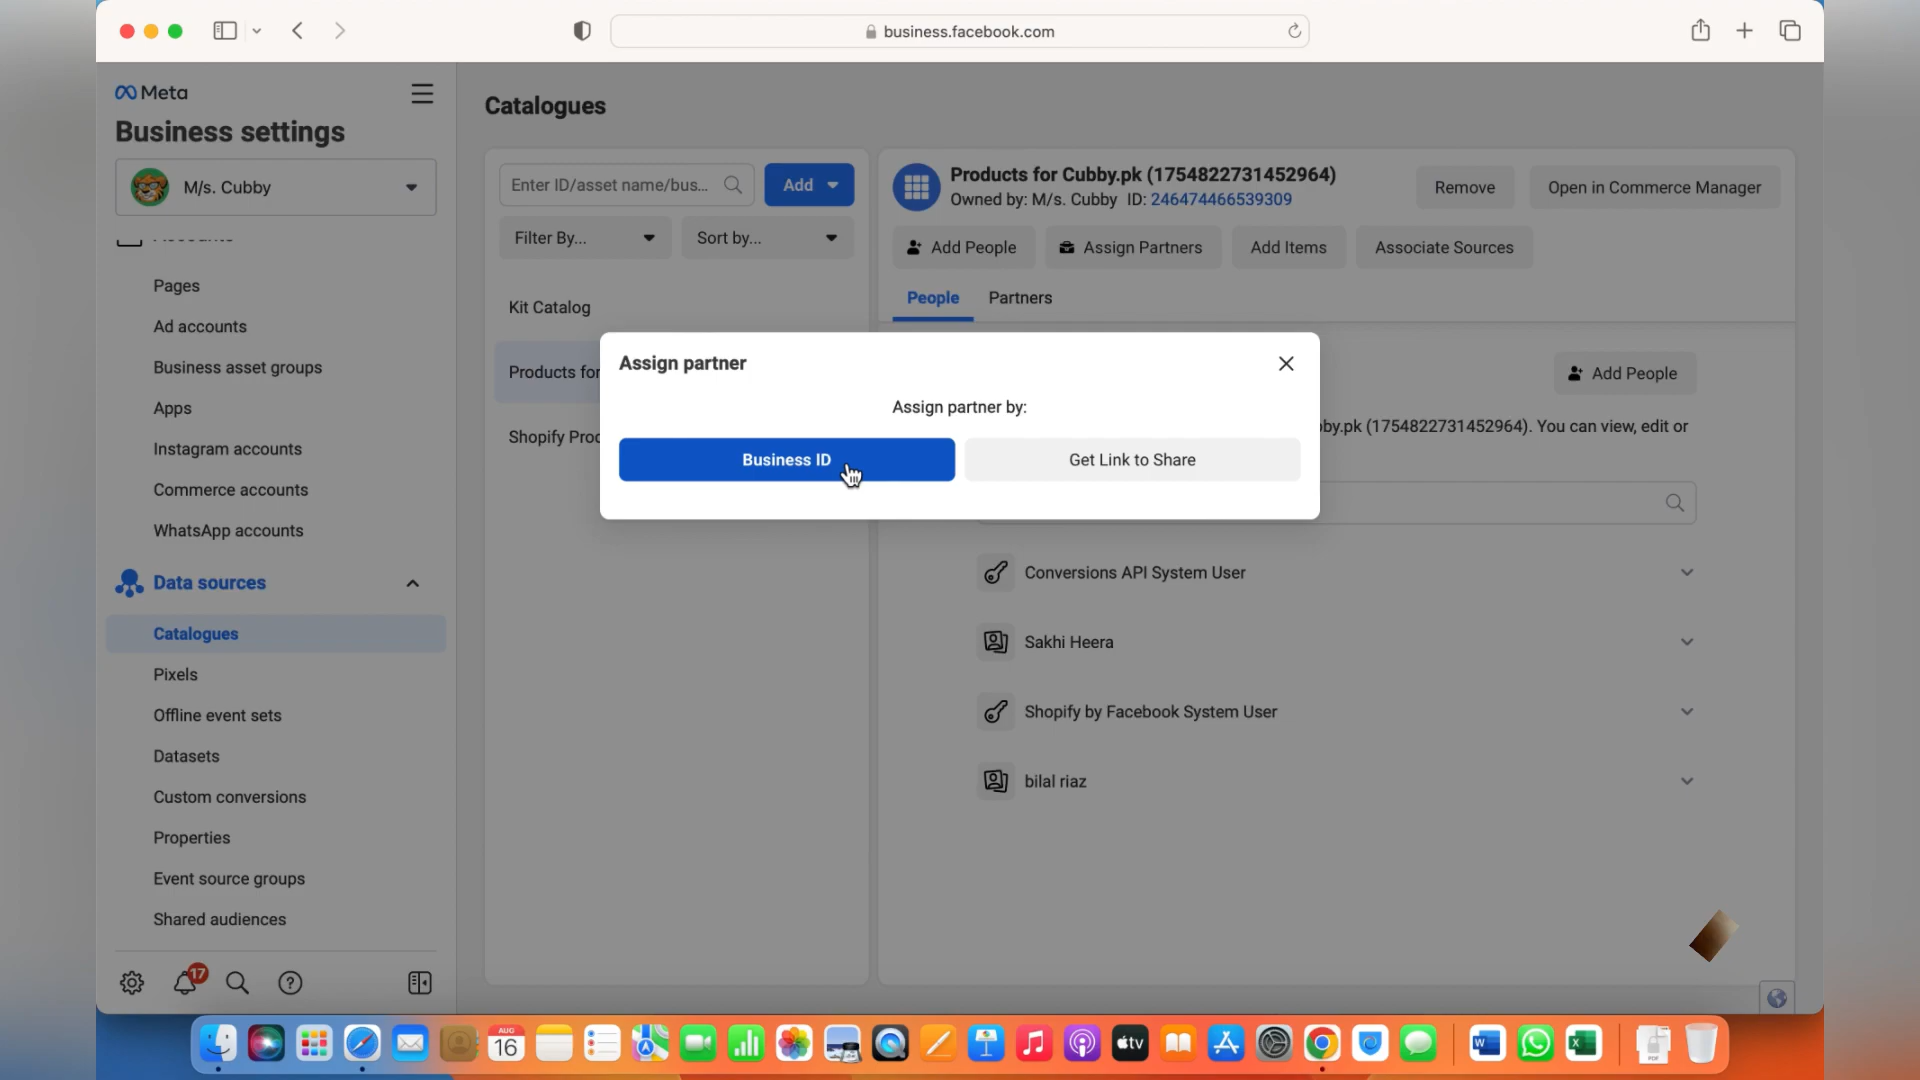 business.facebook.com
Meta
Business settings
M/s. Cubby
Pages
Ad accounts
Business asset groups
Apps
Instagram accounts
Commerce accounts
WhatsApp accounts
Data sources
Catalogues
Pixels
Offline event sets
Datasets
Custom conversions
Properties
Event source groups
Shared audiences
17
Catalogues
Enter ID/asset name/bus...
Add
Filter By...
Sort by...
Kit Catalog
Products for
Shopify Proc
Products for Cubby.pk (1754822731452964)
Owned by: M/s. Cubby ID: 246474466539309
Remove
Open in Commerce Manager
Add People
Assign Partners
Add Items
Associate Sources
People
Partners
Add People
by.pk (1754822731452964). You can view, edit or
Assign partner
Assign partner by:
Business ID
Get Link to Share
Conversions API System User
Sakhi Heera
Shopify by Facebook System User
bilal riaz
AUG
16
tv
W
X
PDF